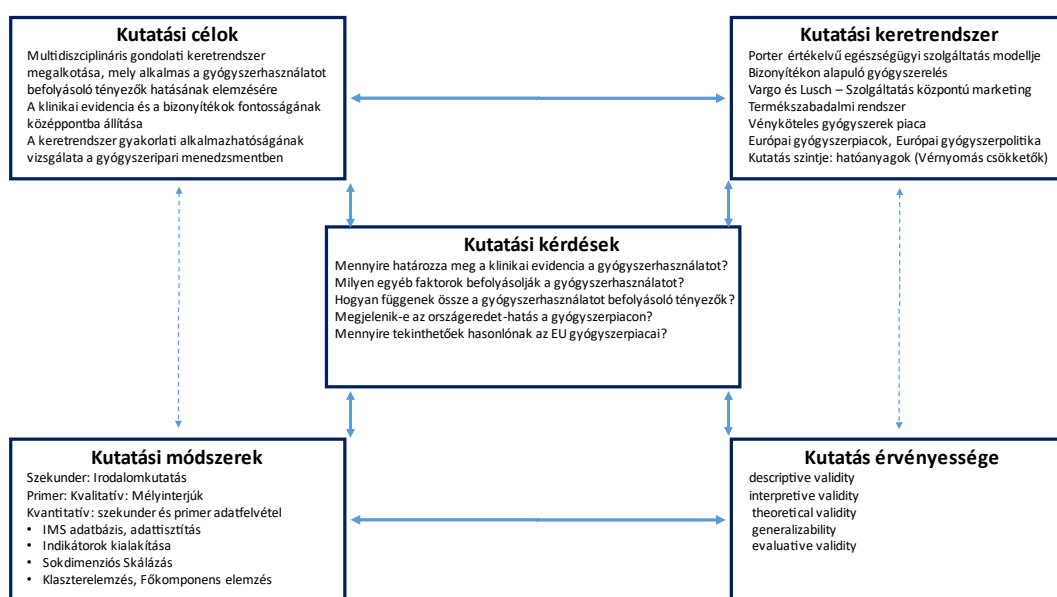 Kutatási célok
Multidiszciplináris gondolati keretrendszer
megalkotása, mely alkalmas a gyógyszerhasználatot
befolyásoló tényezők hatásának elemzésére
A klinikai evidencia és a bizonyítékok fontosságának
középpontba állítása
A keretrendszer gyakorlati alkalmazhatóságának
vizsgálata a gyógyszeripari menedzsmentben
Kutatási keretrendszer
Porter értékelvű egészségügyi szolgáltatás modellje
Bizonyítékon alapuló gyógyszerelés
Vargo és Lusch – Szolgáltatás központú marketing
Termékszabadalmi rendszer
Vényköteles gyógyszerek piaca
Európai gyógyszerpiacok, Európai gyógyszerpolitika
Kutatás szintje: hatóanyagok (Vérnyomás csökketők)
Kutatási kérdések
Mennyire határozza meg a klinikai evidencia a gyógyszerhasználatot?
Milyen egyéb faktorok befolyásolják a gyógyszerhasználatot?
Hogyan függenek össze a gyógyszerhasználatot befolyásoló tényezők?
Megjelenik-e az országeredet-hatás a gyógyszerpiacon?
Mennyire tekinthetőek hasonlónak az EU gyógyszerpiacai?
Kutatási módszerek
Szekunder: Irodalomkutatás
Primer: Kvalitatív: Mélyinterjúk
Kvantitatív: szekunder és primer adatfelvétel
• IMS adatbázis, adattisztítás
• Indikátorok kialakítása
• Sokdimenziós Skálázás
• Klaszterelemzés, Főkomponens elemzés
Kutatás érvényessége
descriptive validity
interpretive validity
theoretical validity
generalizability
evaluative validity